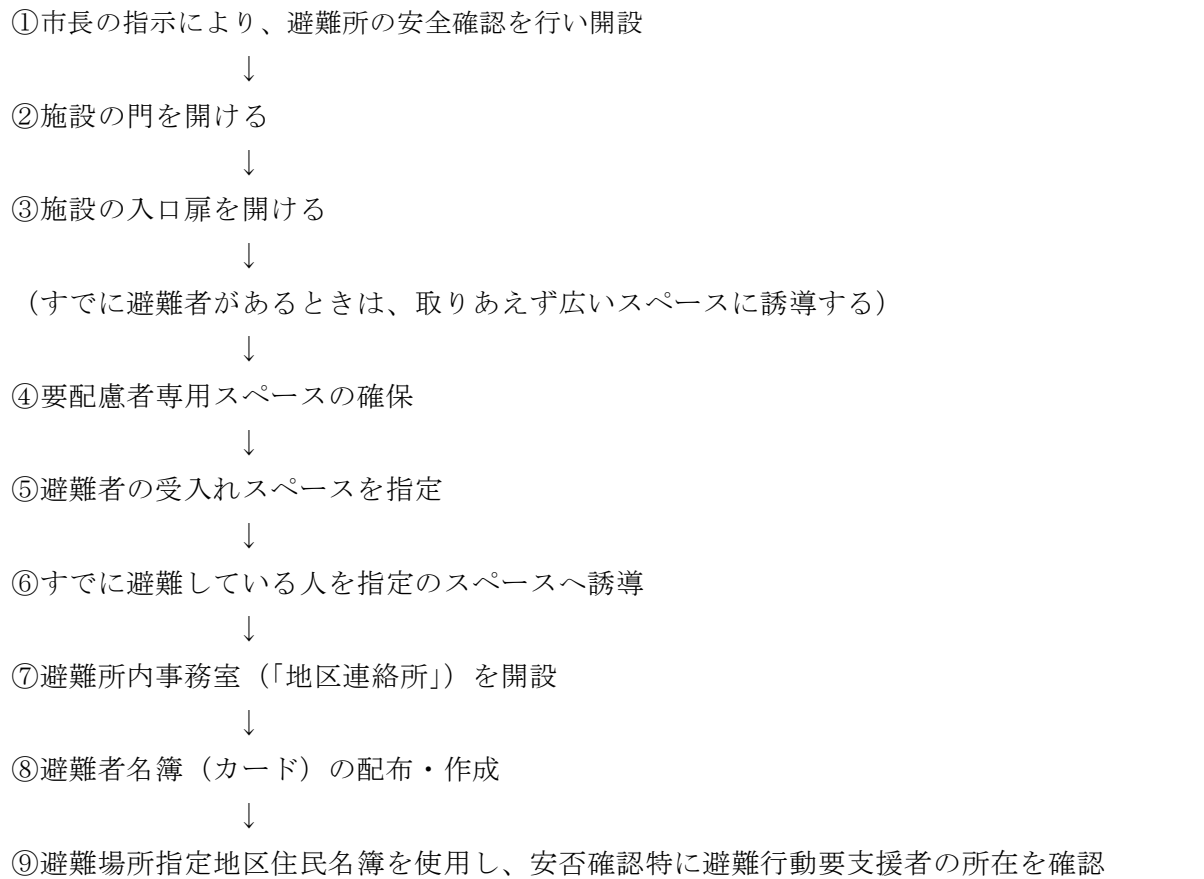 ①市長の指示により、避難所の安全確認を行い開設
↓
②施設の門を開ける
↓
③施設の入口扉を開ける
↓
（すでに避難者があるときは、取りあえず広いスペースに誘導する）
↓
④要配慮者専用スペースの確保
↓
⑤避難者の受入れスペースを指定
↓
⑥すでに避難している人を指定のスペースへ誘導
↓
⑦避難所内事務室（「地区連絡所」）を開設
↓
⑧避難者名簿（カード）の配布・作成
↓
⑨避難場所指定地区住民名簿を使用し、安否確認特に避難行動要支援者の所在を確認